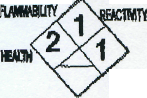 FLAMMABILITY
REACTIVITY
1
2
1
HEALTH